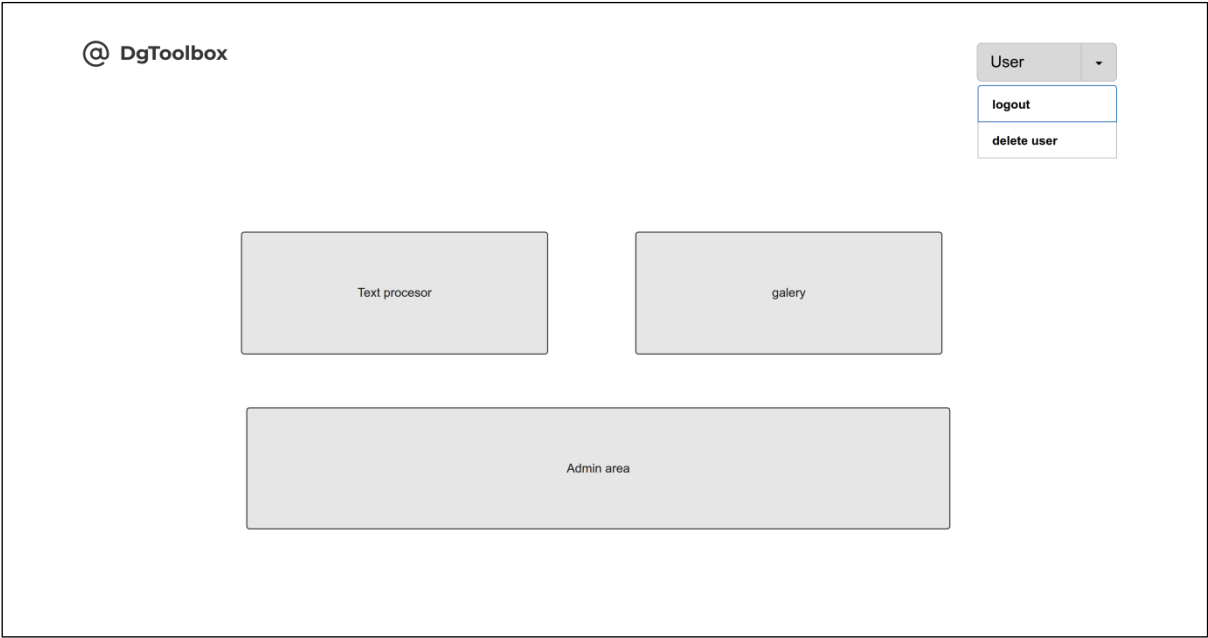 @ DgToolbox
User
logout
delete user
Text procesor
galery
Admin area